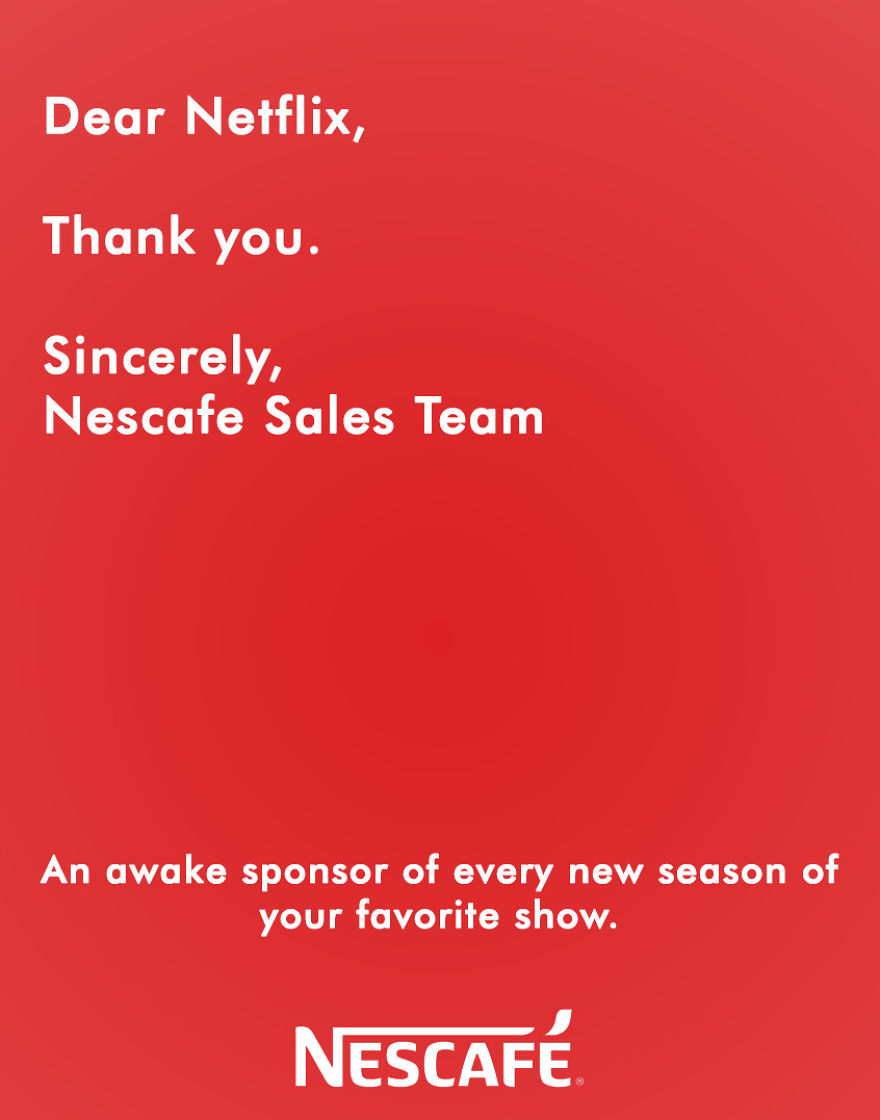 Dear Netflix,
Thank you.
Sincerely,
Nescafe Sales Team
An awake sponsor of every new season of
your favorite show.
NESCAFÉ®